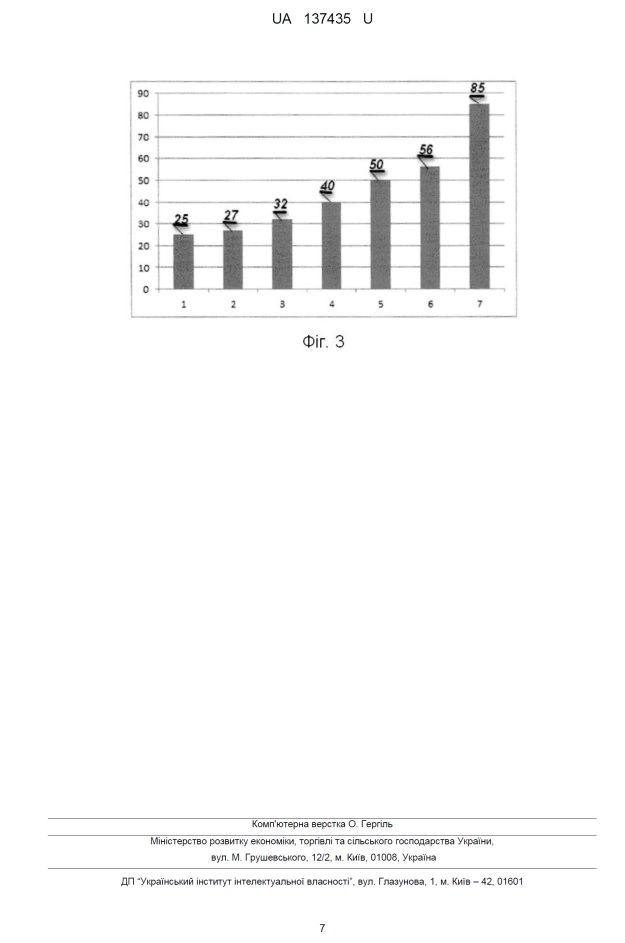 UA 137435 U
90
80
70
60
50
40
30
20
10
0
25
27
32
40
50
56
85
1 2 3 4 5 6 7
Фіг. 3
Комп'ютерна верстка О. Гергіль
Міністерство розвитку економіки, торгівлі та сільського господарства України,
вул. М. Грушевського, 12/2, м. Київ, 01008, Україна
ДП “Український інститут інтелектуальної власності”, вул. Глазунова, 1, м. Київ – 42, 01601
7